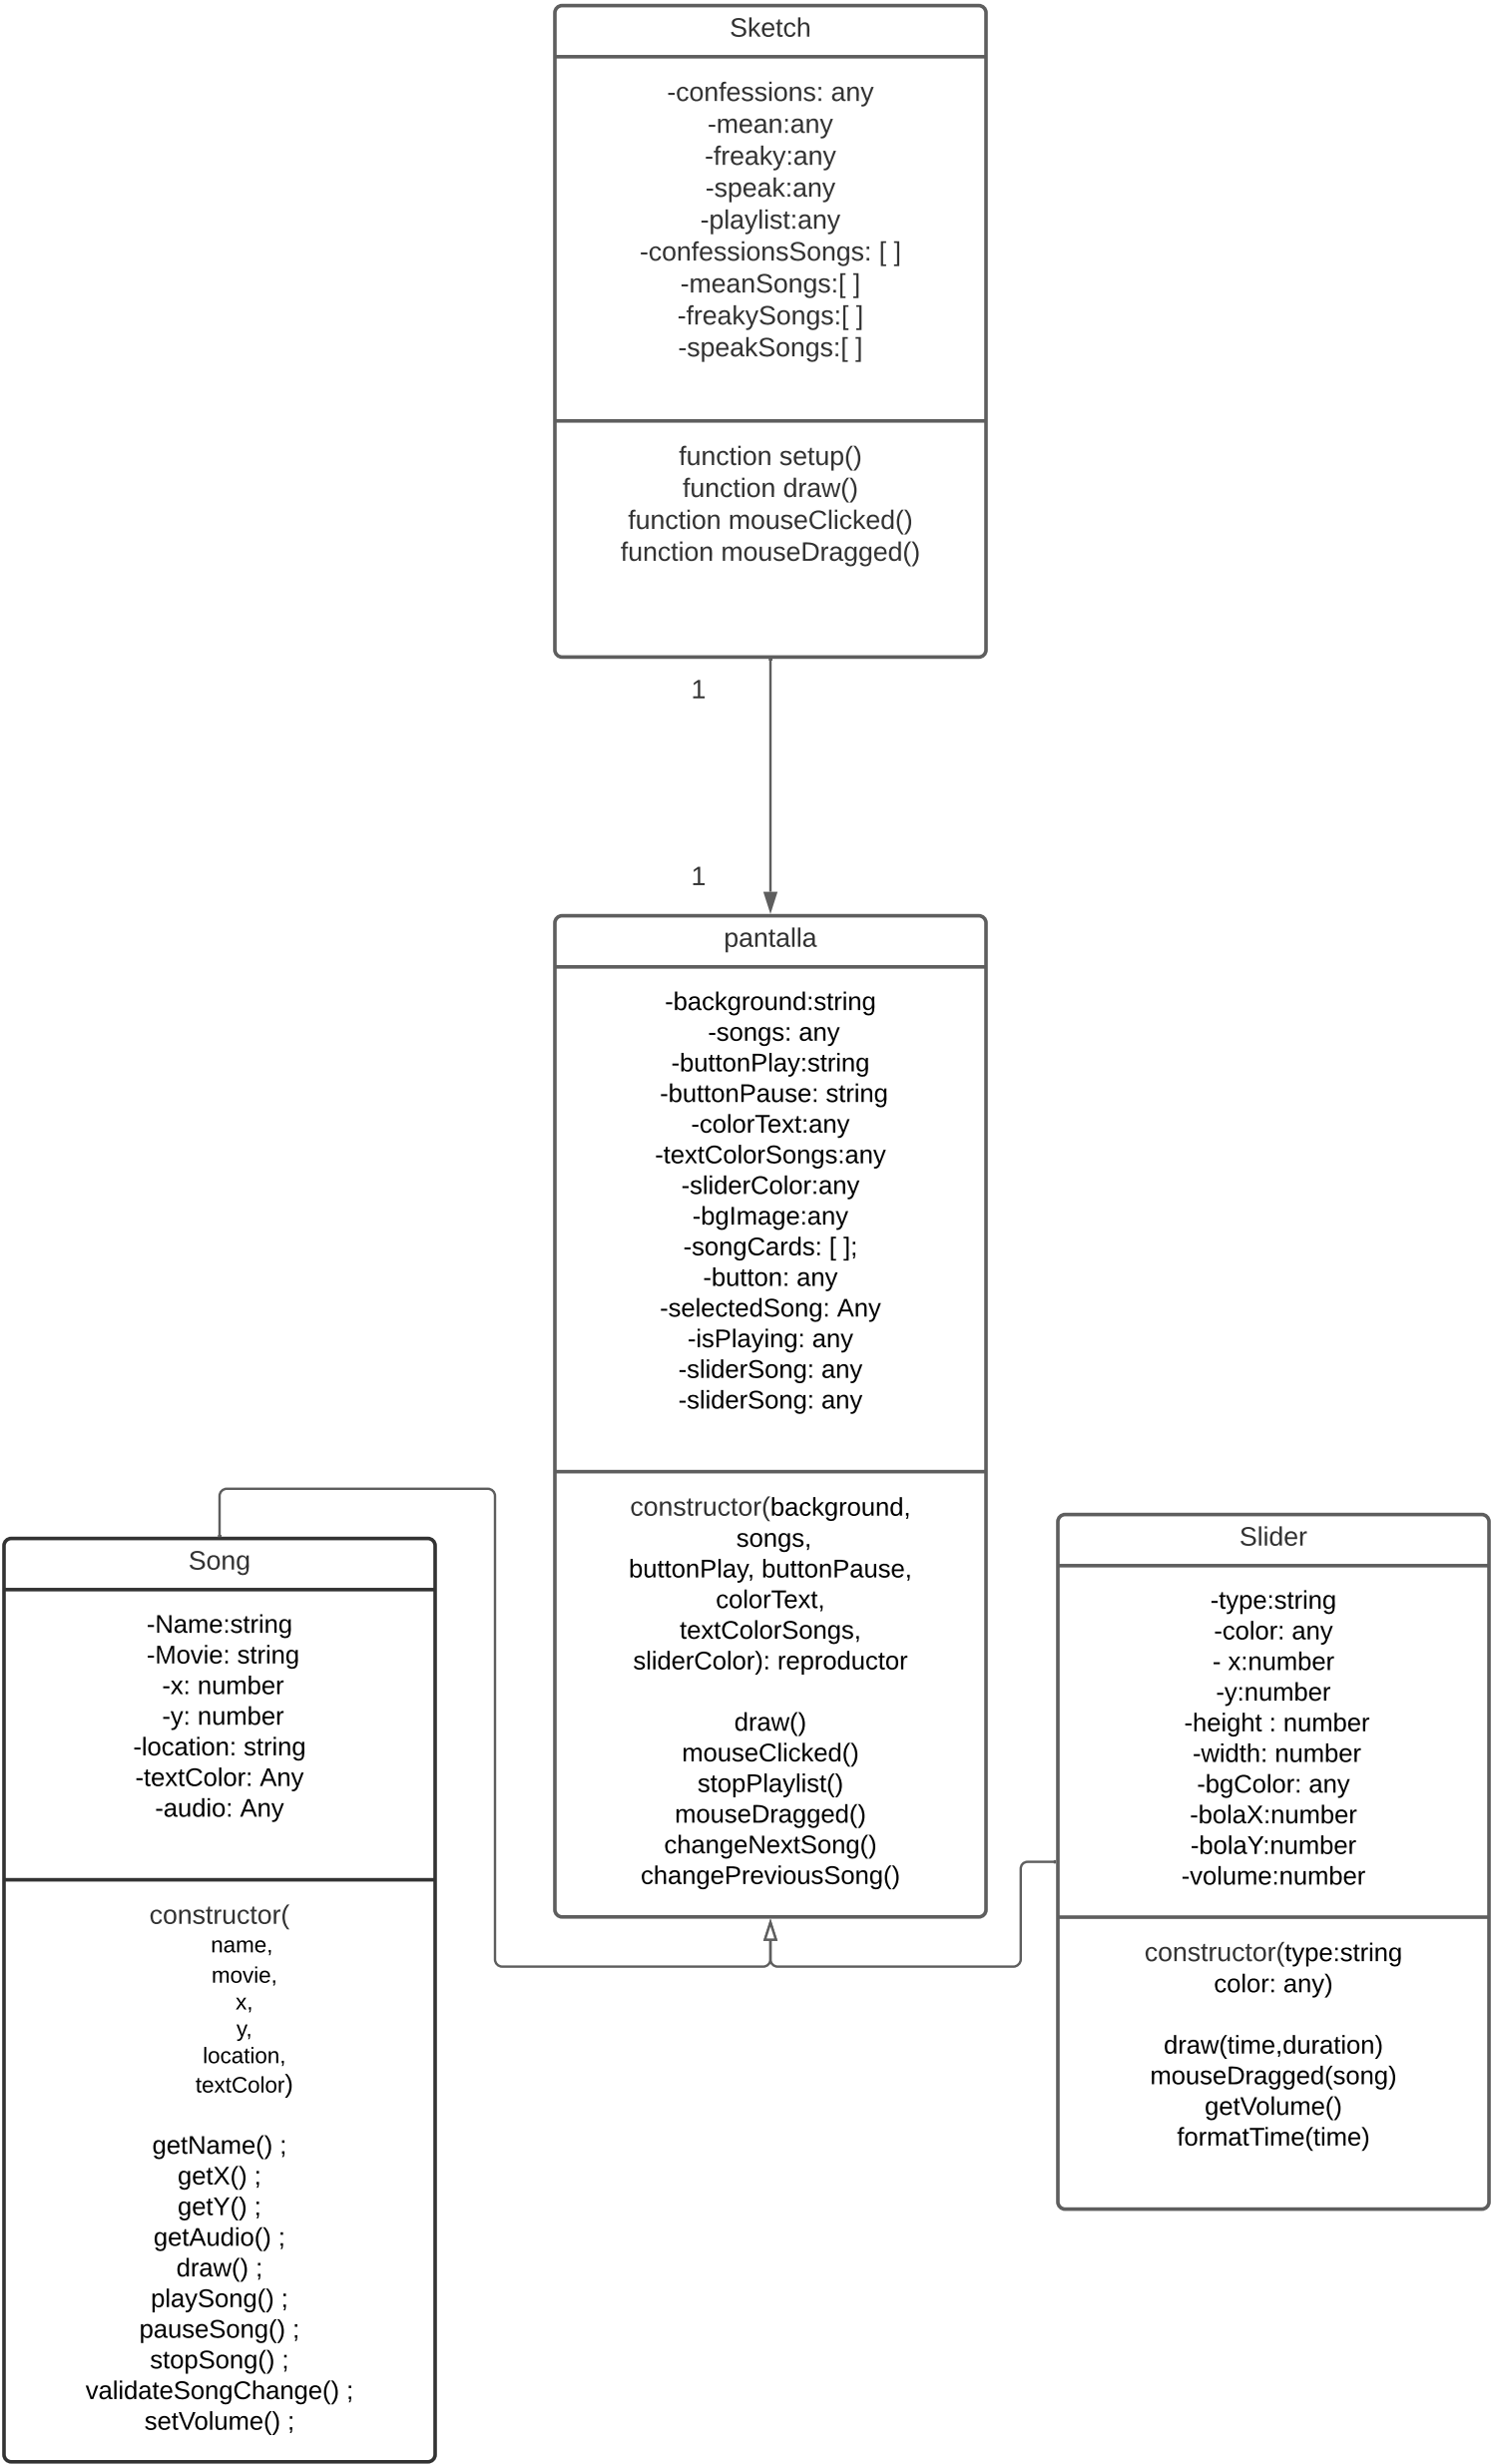 Sketch
-confessions: any
-mean:any
-freaky:any
-speak:any
-playlist:any
-confessionsSongs: [ ]
-meanSongs:[ ]
-freakySongs:[ ]
-speakSongs:[ ]
function setup()
function draw()
function mouseClicked()
function mouseDragged()
1
1
pantalla
-background:string
-songs: any
-buttonPlay:string
-buttonPause: string
-colorText:any
-textColorSongs:any
-sliderColor:any
-bgImage:any
-songCards: [ ];
-button: any
-selectedSong: Any
-isPlaying: any
-sliderSong: any
-sliderSong: any
constructor(background,
songs,
buttonPlay, buttonPause,
colorText,
textColorSongs,
sliderColor): reproductor
draw()
mouseClicked()
stopPlaylist()
mouseDragged()
changeNextSong()
changePreviousSong()
Song
-Name:string
-Movie: string
-x: number
-y: number
-location: string
-textColor: Any
-audio: Any
constructor(
name,
movie,
x,
y,
location,
textColor)
getName() ;
getX() ;
getY() ;
getAudio() ;
draw() ;
playSong() ;
pauseSong() ;
stopSong() ;
validateSongChange() ;
setVolume() ;
Slider
-type:string
-color: any
- x:number
-y:number
-height : number
-width: number
-bgColor: any
-bolaX:number
-bolaY:number
-volume:number
constructor(type:string
color: any)
draw(time,duration)
mouseDragged(song)
getVolume()
formatTime(time)